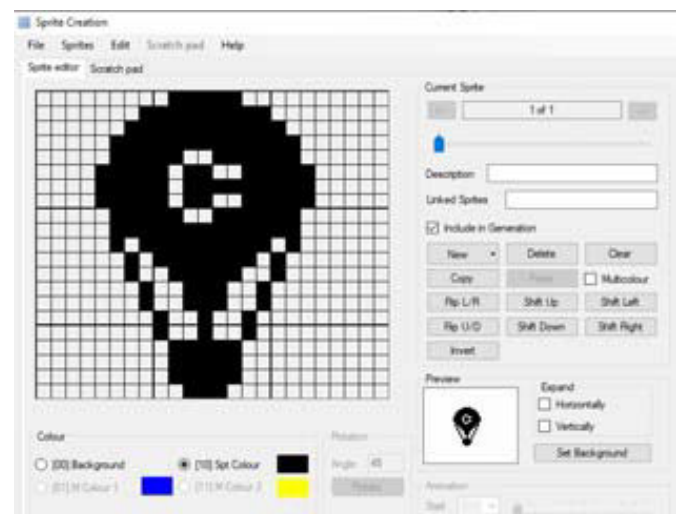 Sprite Creation
File Sprites Edit Scratch pad Help
Sprite editor Scratch pad
Current Sprite
1 of 1
Description
Linked Sprites
Include in Generation
New Delete Clear
Copy Paste Multicolour
Flip L/R Shift Up Shift Left
Flip U/D Shift Down Shift Right
Invert
Preview
Expand
Horizontally
Vertically
Set Background
Colour
[00] Background [10] Spt Colour
[01] M Colour 1 [11] M Colour 2
Rotation
Angle 45
Rotate
Animation
Start